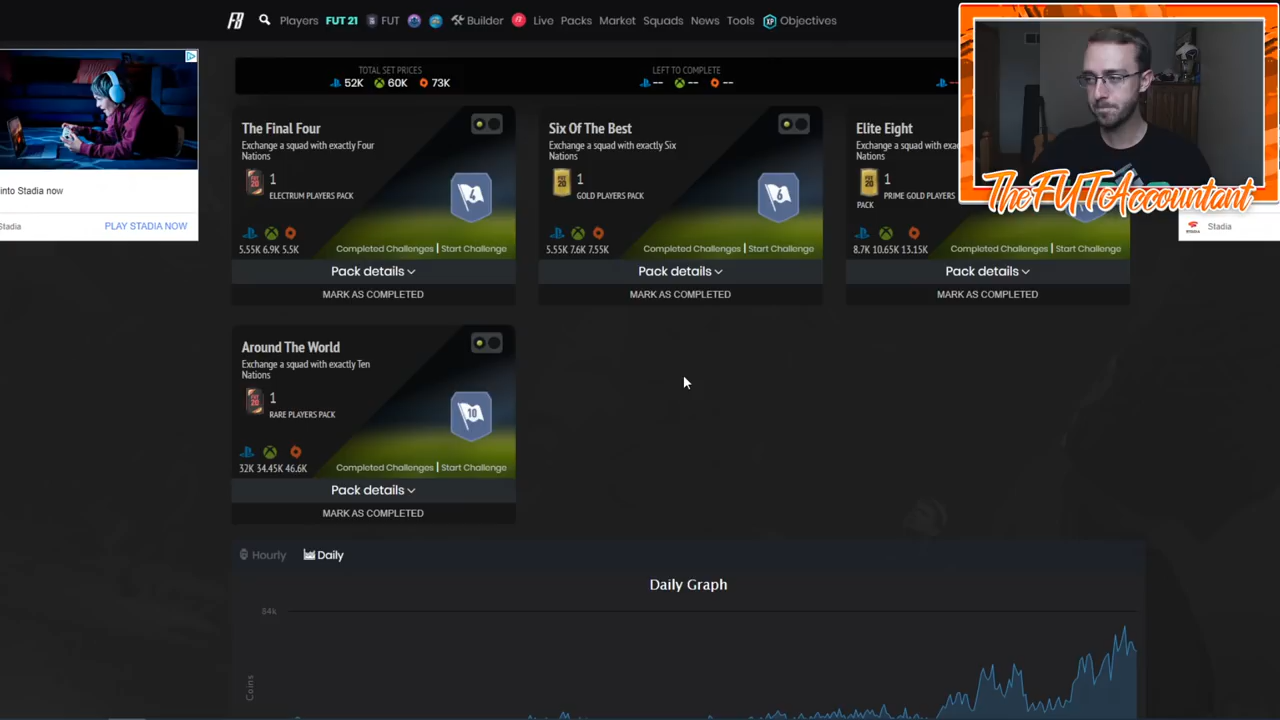 FB Players FUT 21 FUT Builder Live Packs Market Squads News Tools Objectives
TOTAL SET PRICES
52K 60K 73K
LEFT TO COMPLETE
-- -- --
--
The Final Four
Exchange a squad with exactly Four
Nations
1
ELECTRUM PLAYERS PACK
4
5.55K 6.9K 5.5K
Completed Challenges | Start Challenge
Pack details
MARK AS COMPLETED
Six Of The Best
Exchange a squad with exactly Six
Nations
1
GOLD PLAYERS PACK
6
5.55K 7.6K 7.55K
Completed Challenges | Start Challenge
Pack details
MARK AS COMPLETED
Elite Eight
Exchange a squad with exactly
Nations
1
PRIME GOLD PLAYERS
PACK
8.7K 10.65K 13.15K
Completed Challenges | Start Challenge
Pack details
MARK AS COMPLETED
Around The World
Exchange a squad with exactly Ten
Nations
1
RARE PLAYERS PACK
10
32K 34.45K 46.6K
Completed Challenges | Start Challenge
Pack details
MARK AS COMPLETED
Hourly Daily
Daily Graph
84k
Coins
into Stadia now
Stadia
PLAY STADIA NOW
TheFUTAccountant
Stadia